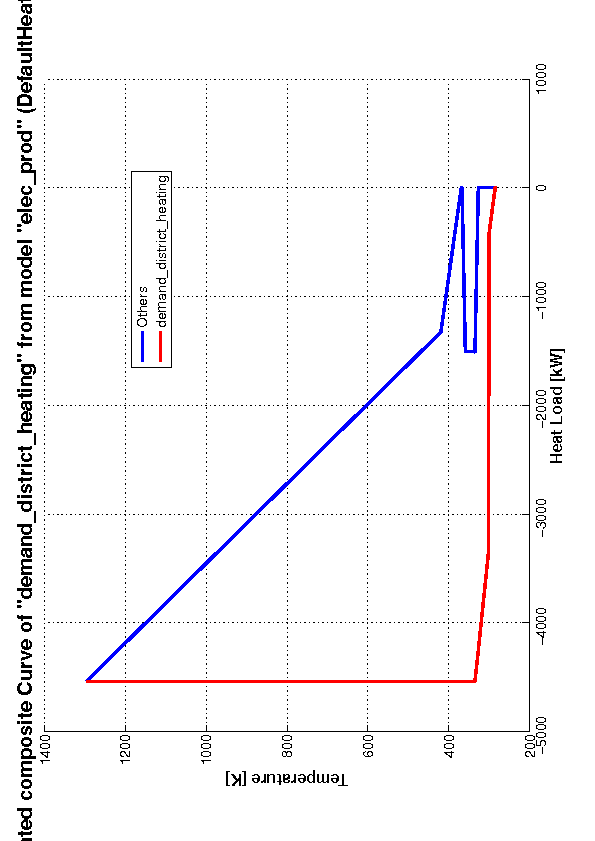 ted composite Curve of "demand_district_heating" from model "elec_prod" (DefaultHeat
Others
demand_district_heating
1400
1200
1000
800
600
400
200
Temperature [K]
−5000
−4000
−3000
−2000
−1000
0
1000
Heat Load [kW]